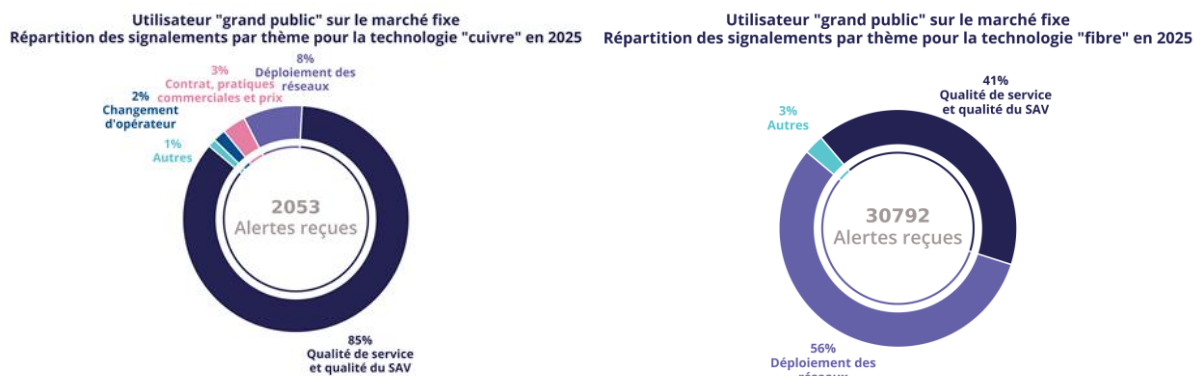 Utilisateur "grand public" sur le marché fixe
Répartition des signalements par thème pour la technologie "cuivre" en 2025
8%
Déploiement des
réseaux
3%
Contrat, pratiques
commerciales et prix
2%
Changement
d'opérateur
1%
Autres
2053
Alertes reçues
85%
Qualité de service
et qualité du SAV
Utilisateur "grand public" sur le marché fixe
Répartition des signalements par thème pour la technologie "fibre" en 2025
41%
Qualité de service
et qualité du SAV
3%
Autres
30792
Alertes reçues
56%
Déploiement des